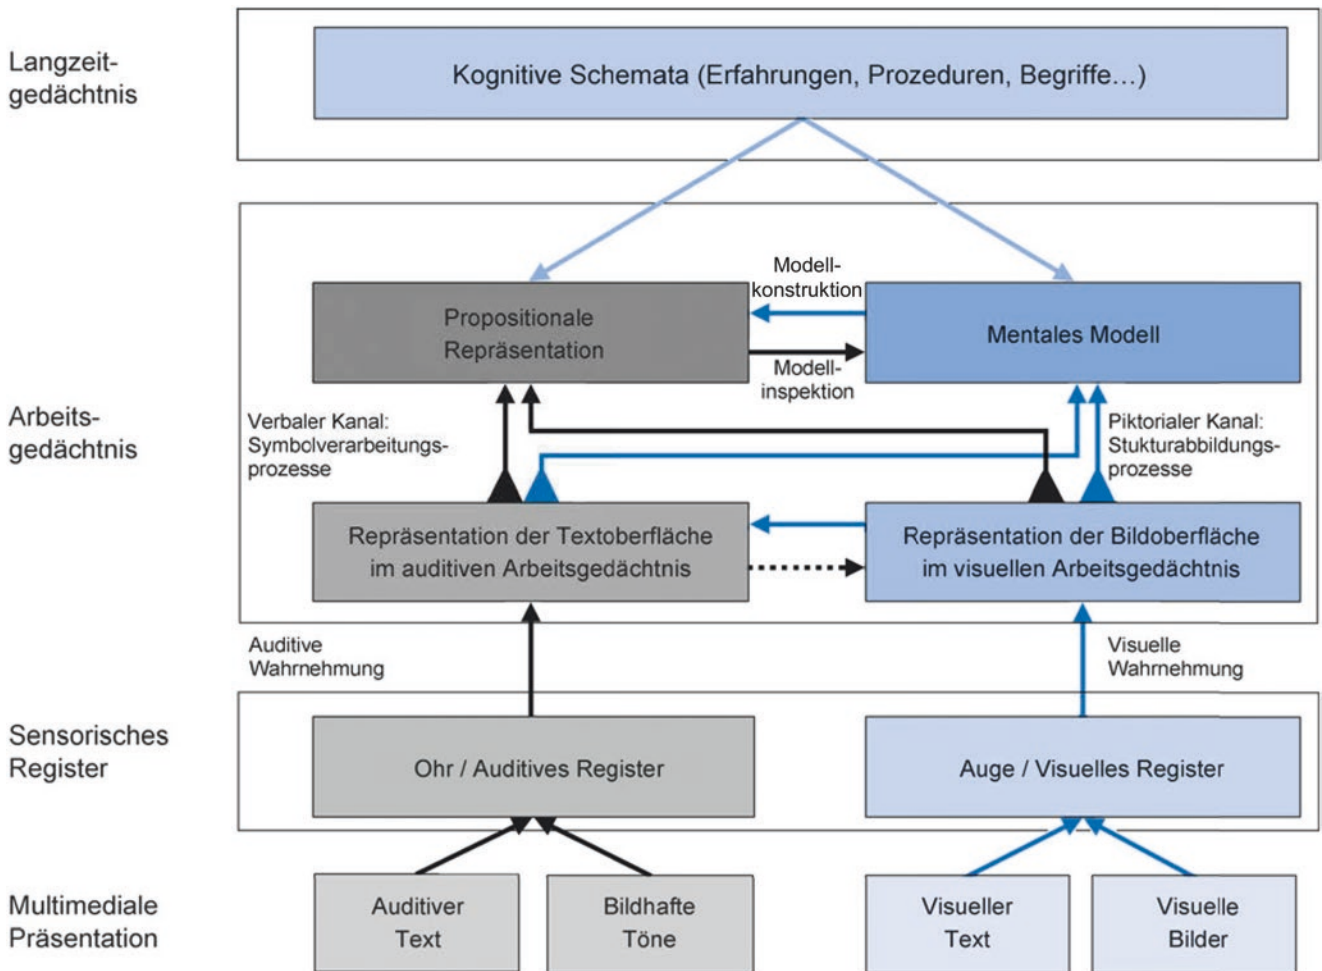 Langzeit-
gedächtnis
Kognitive Schemata (Erfahrungen, Prozeduren, Begriffe…)
Arbeits-
gedächtnis
Propositionale
Repräsentation
Modell-
konstruktion
Modell-
inspektion
Mentales Modell
Verbaler Kanal:
Symbolverarbeitungs-
prozesse
Piktorialer Kanal:
Stukturabbildungs-
prozesse
Repräsentation der Textoberfläche
im auditiven Arbeitsgedächtnis
Repräsentation der Bildoberfläche
im visuellen Arbeitsgedächtnis
Auditive
Wahrnehmung
Visuelle
Wahrnehmung
Sensorisches
Register
Ohr / Auditives Register
Auge / Visuelles Register
Multimediale
Präsentation
Auditiver
Text
Bildhafte
Töne
Visueller
Text
Visuelle
Bilder